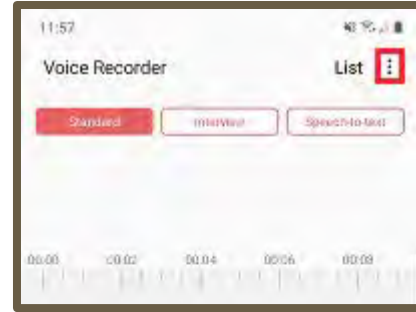 11:57
Voice Recorder List
Standard Interview Speech-to-text
00:00 00:02 00:04 00:06 00:08